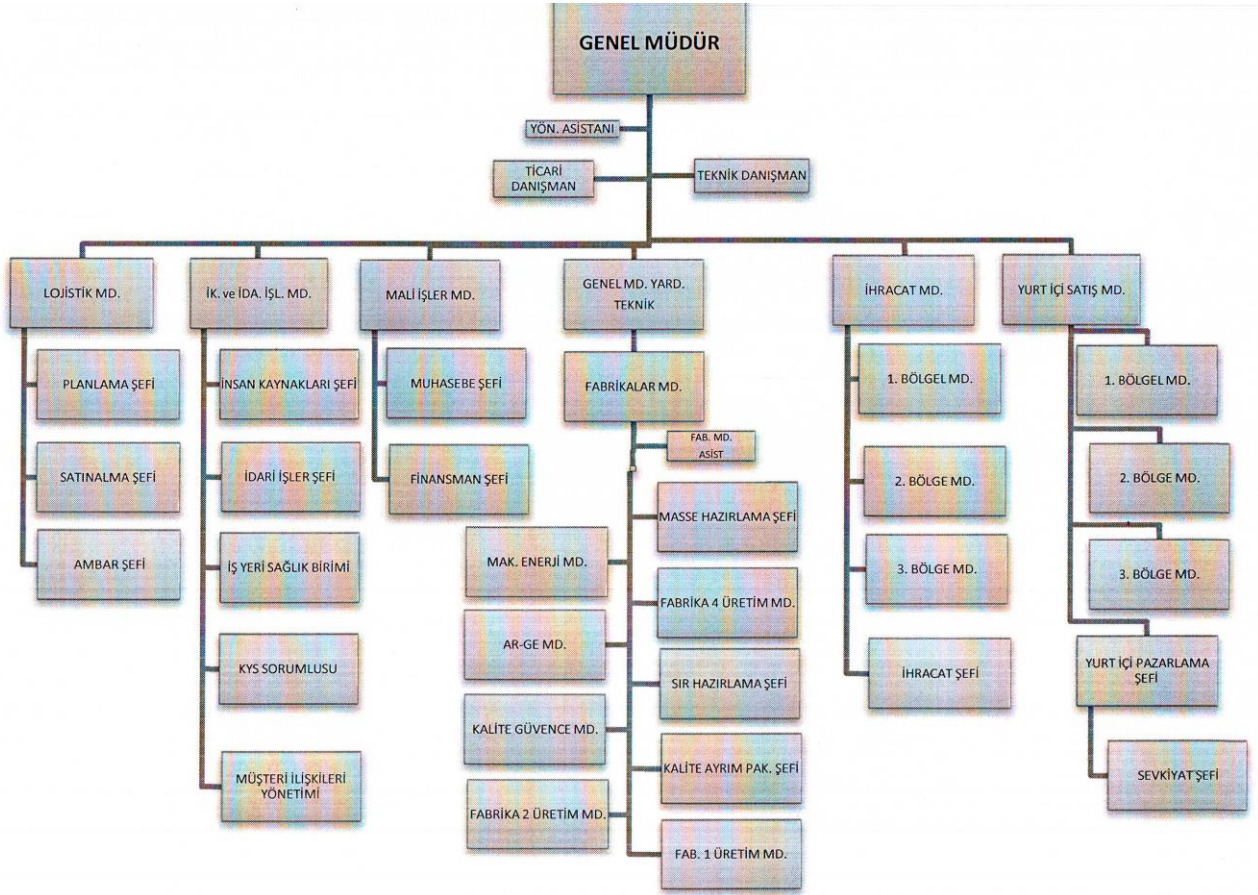 GENEL MÜDÜR
YÖN. ASİSTANI
TİCARİ
DANIŞMAN
TEKNİK DANIŞMAN
LOJİSTİK MD.
İK. ve İDA. İŞL. MD.
MALİ İŞLER MD.
GENEL MD. YARD.
TEKNİK
İHRACAT MD.
YURT İÇİ SATIŞ MD.
PLANLAMA ŞEFİ
SATINALMA ŞEFİ
AMBAR ŞEFİ
İNSAN KAYNAKLARI ŞEFİ
İDARİ İŞLER ŞEFİ
İŞ YERİ SAĞLIK BİRİMİ
KYS SORUMLUSU
MÜŞTERİ İLİŞKİLERİ
YÖNETİMİ
MUHASEBE ŞEFİ
FİNANSMAN ŞEFİ
FABRİKALAR MD.
FAB. MD.
ASİST
MASSE HAZIRLAMA ŞEFİ
MAK. ENERJİ MD.
FABRİKA 4 ÜRETİM MD.
AR-GE MD.
SIR HAZIRLAMA ŞEFİ
KALİTE GÜVENCE MD.
KALİTE AYRIM PAK. ŞEFİ
FABRİKA 2 ÜRETİM MD.
FAB. 1 ÜRETİM MD.
1. BÖLGEL MD.
2. BÖLGE MD.
3. BÖLGE MD.
İHRACAT ŞEFİ
1. BÖLGEL MD.
2. BÖLGE MD.
3. BÖLGE MD.
YURT İÇİ PAZARLAMA
ŞEFİ
SEVKİYAT ŞEFİ